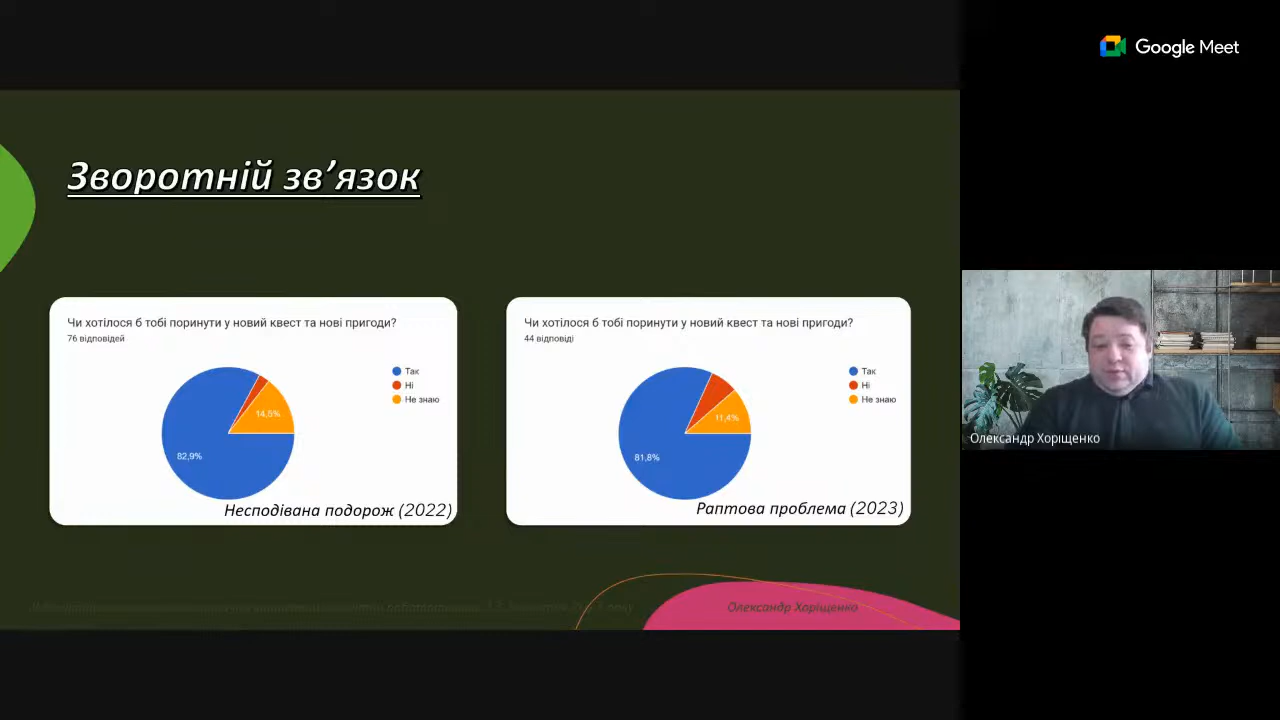 Google Meet
Зворотній зв’язок
Чи хотілося б тобі поринути у новий квест та нові пригоди?
76 відповідей
Так
Ні
Не знаю
14,5%
82,9%
Несподівана подорож (2022)
Чи хотілося б тобі поринути у новий квест та нові пригоди?
44 відповіді
Так
Ні
Не знаю
11,4%
81,8%
Раптова проблема (2023)
Олександр Хоріщенко
Олександр Хоріщенко